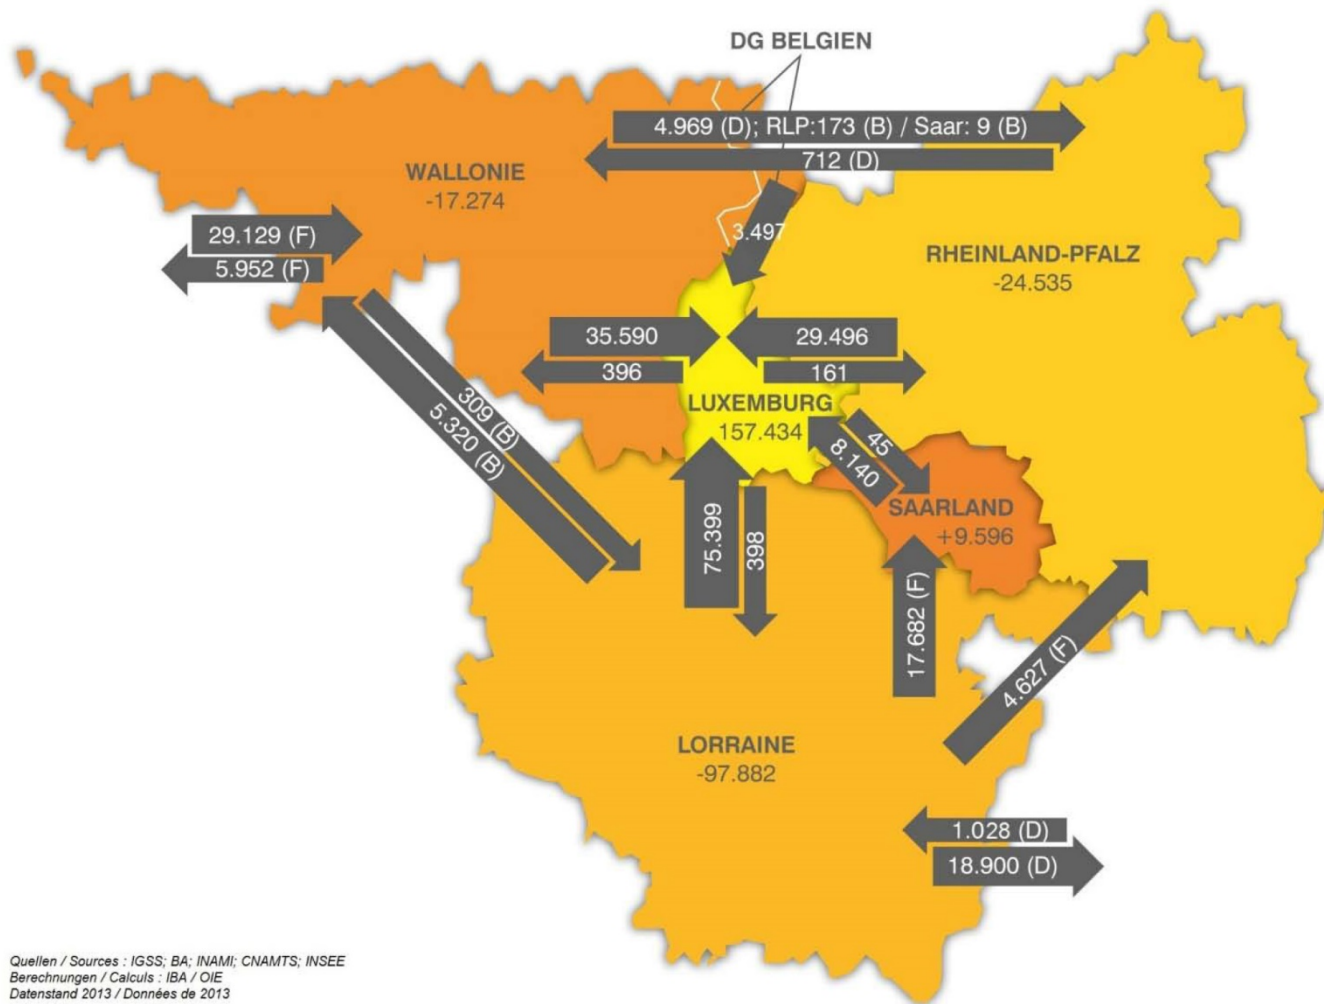 DG BELGIEN
4.969 (D); RLP:173 (B) / Saar: 9 (B)
712 (D)
WALLONIE
-17.274
3.497
29.129 (F)
5.952 (F)
RHEINLAND-PFALZ
-24.535
35.590
29.496
396
161
LUXEMBURG
157.434
309 (B)
5.320 (B)
45
8.140
SAARLAND
+9.596
75.399
398
17.682 (F)
4.627 (F)
LORRAINE
-97.882
1.028 (D)
18.900 (D)
Quellen / Sources : IGSS; BA; INAMI; CNAMTS; INSEE
Berechnungen / Calculs : IBA / OIE
Datenstand 2013 / Données de 2013